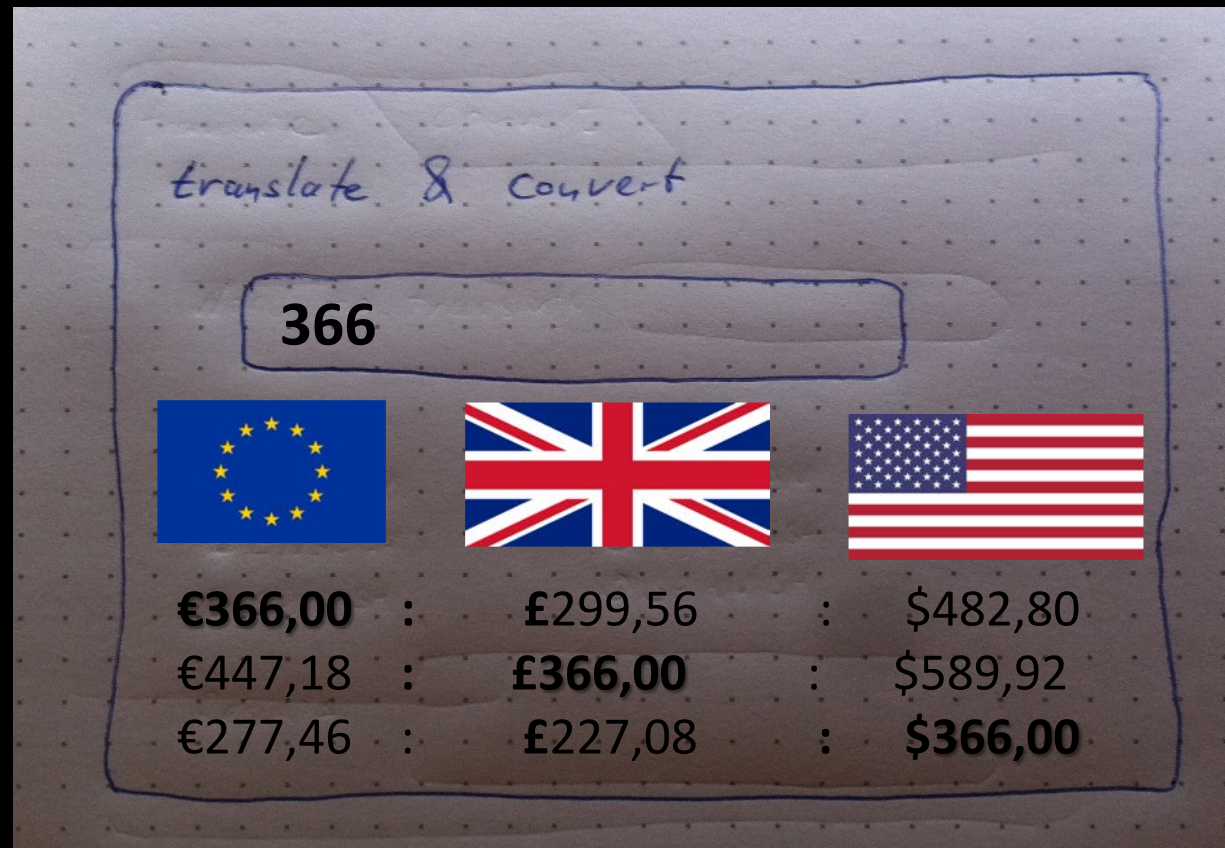 translate & convert
366
€366,00 : £299,56 : $482,80
€447,18 : £366,00 : $589,92
€277,46 : £227,08 : $366,00